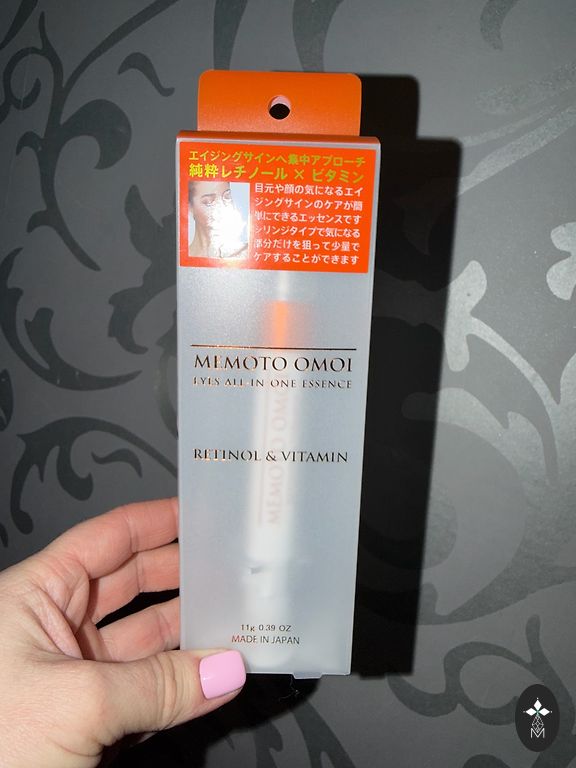 エイジングサインへ集中アプローチ
純粋レチノール × ビタミン
目元や顔の気になるエイ
ジングサインのケアが簡
単にできるエッセンスです
シリンジタイプで気になる
部分だけを狙って少量で
ケアすることができます
MEMOTO OMOI
EYES ALL-IN ONE ESSENCE
MEMOTO OMOI
RETINOL & VITAMIN
11g 0.39 OZ
MADE IN JAPAN